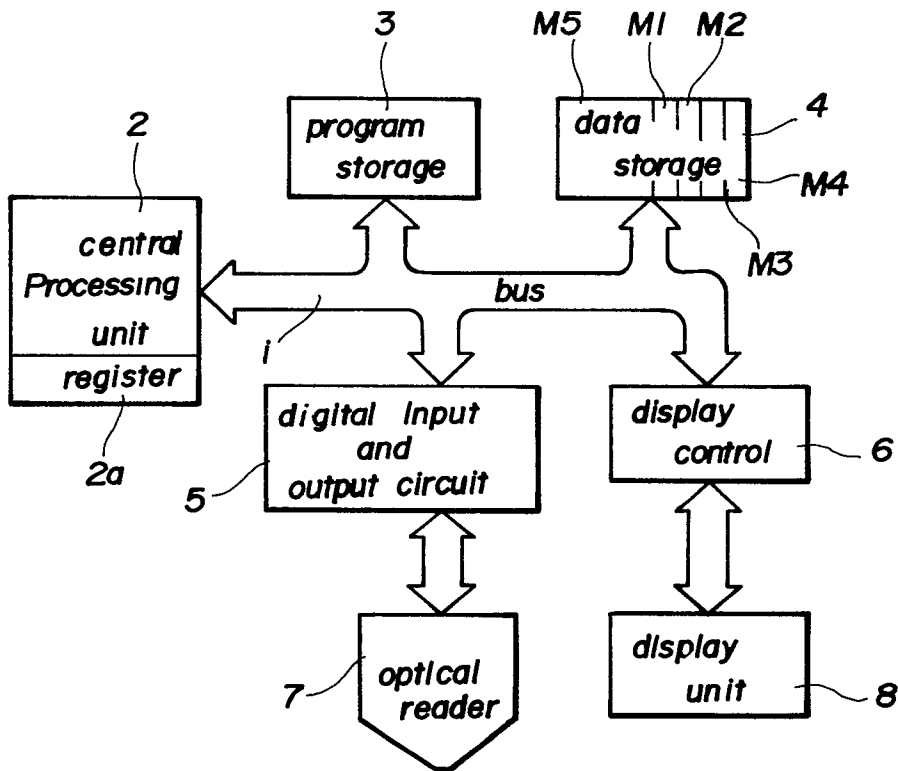 3
M5 M1 M2
2
program
storage
data
storage
4
M4
M3
central
Processing
unit
register
2a
bus
i
digital Input
and
output circuit
5
display
control
6
optical
reader
7
display
unit
8